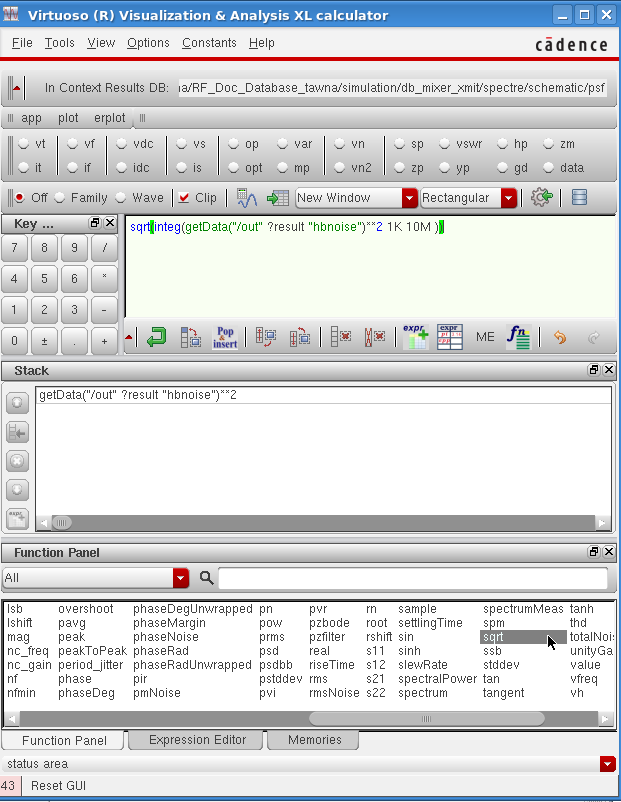 Virtuoso (R) Visualization & Analysis XL calculator
File Tools View Options Constants Help
cādence
In Context Results DB: ıa/RF_Doc_Database_tawna/simulation/db_mixer_xmit/spectre/schematic/psf
app plot erplot
vt vf vdc vs op var vn sp vswr hp zm
it if idc is opt mp vn2 zp yp gd data
Off Family Wave Clip New Window Rectangular
Key ...
7 8 9 /
4 5 6 *
1 2 3 -
0 ± . +
sqrt(integ(getData("/out" ?result "hbnoise")**2 1K 10M ))
Pop & insert
expr
expr
ME
fn
Stack
getData("/out" ?result "hbnoise")**2
expr
Function Panel
All
lsb overshoot phaseDegUnwrapped pn pvr rn sample spectrumMeas tanh
lshift pavg phaseMargin pow pzbode root settlingTime spm thd
mag peak phaseNoise prms pzfilter rshift sin sqrt totalNoi
nc_freq peakToPeak phaseRad psd real s11 sinh ssb unityGa
nc_gain period_jitter phaseRadUnwrapped psdbb riseTime s12 slewRate stddev value
nf phase pir pstddev rms s21 spectralPower tan vfreq
nfmin phaseDeg pmNoise pvi rmsNoise s22 spectrum tangent vh
Function Panel Expression Editor Memories
status area
43 Reset GUI